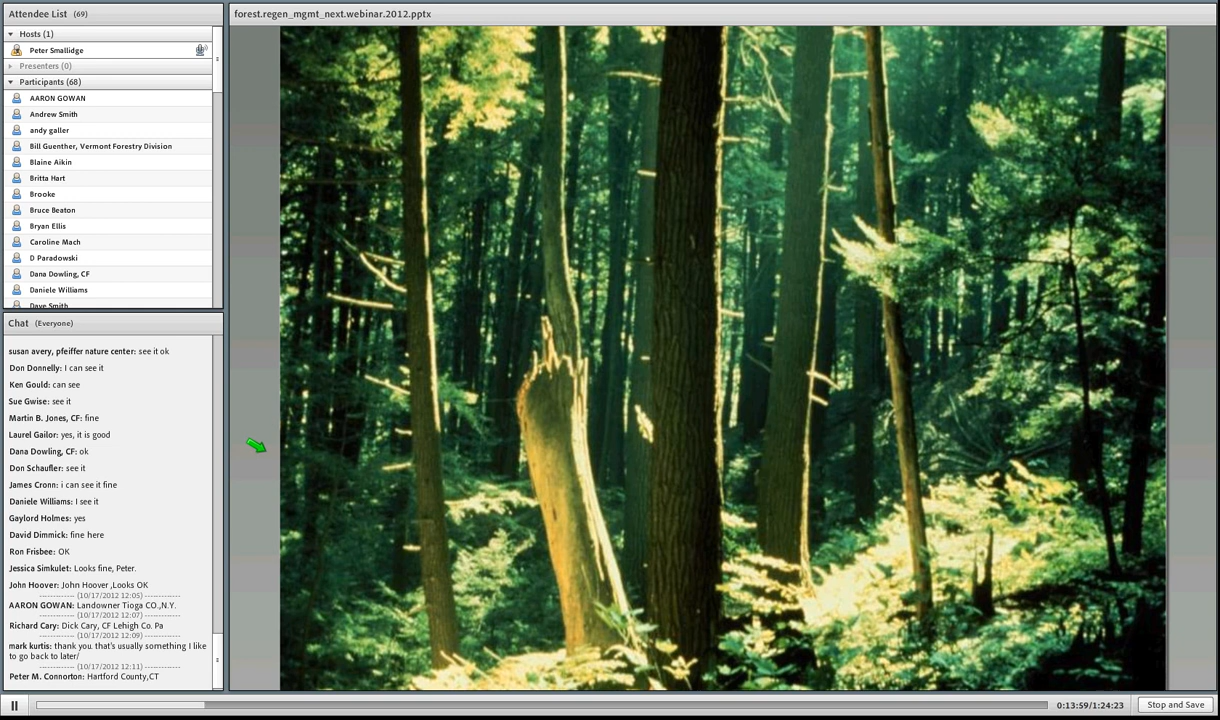 Attendee List (69)
Hosts (1)
Peter Smallidge
Presenters (0)
Participants (68)
AARON GOWAN
Andrew Smith
andy galler
Bill Guenther, Vermont Forestry Division
Blaine Aikin
Britta Hart
Brooke
Bruce Beaton
Bryan Ellis
Caroline Mach
D Paradowski
Dana Dowling, CF
Daniele Williams
Dave Smith
Chat (Everyone)
susan avery, pfeiffer nature center: see it ok
Don Donnelly: I can see it
Ken Gould: can see
Sue Gwise: see it
Martin B. Jones, CF: fine
Laurel Gailor: yes, it is good
Dana Dowling, CF: ok
Don Schaufler: see it
James Cronn: i can see it fine
Daniele Williams: I see it
Gaylord Holmes: yes
David Dimmick: fine here
Ron Frisbee: OK
Jessica Simkulet: Looks fine, Peter.
John Hoover: John Hoover ,Looks OK
------------- (10/17/2012 12:05) -------------
AARON GOWAN: Landowner Tioga CO.,N.Y.
------------- (10/17/2012 12:07) -------------
Richard Cary: Dick Cary, CF Lehigh Co. Pa
------------- (10/17/2012 12:09) -------------
mark kurtis: thank you. that's usually something I like
to go back to later/
------------- (10/17/2012 12:11) -------------
Peter M. Connorton: Hartford County,CT
forest.regen_mgmt_next.webinar.2012.pptx
0:13:59/1:24:23
Stop and Save